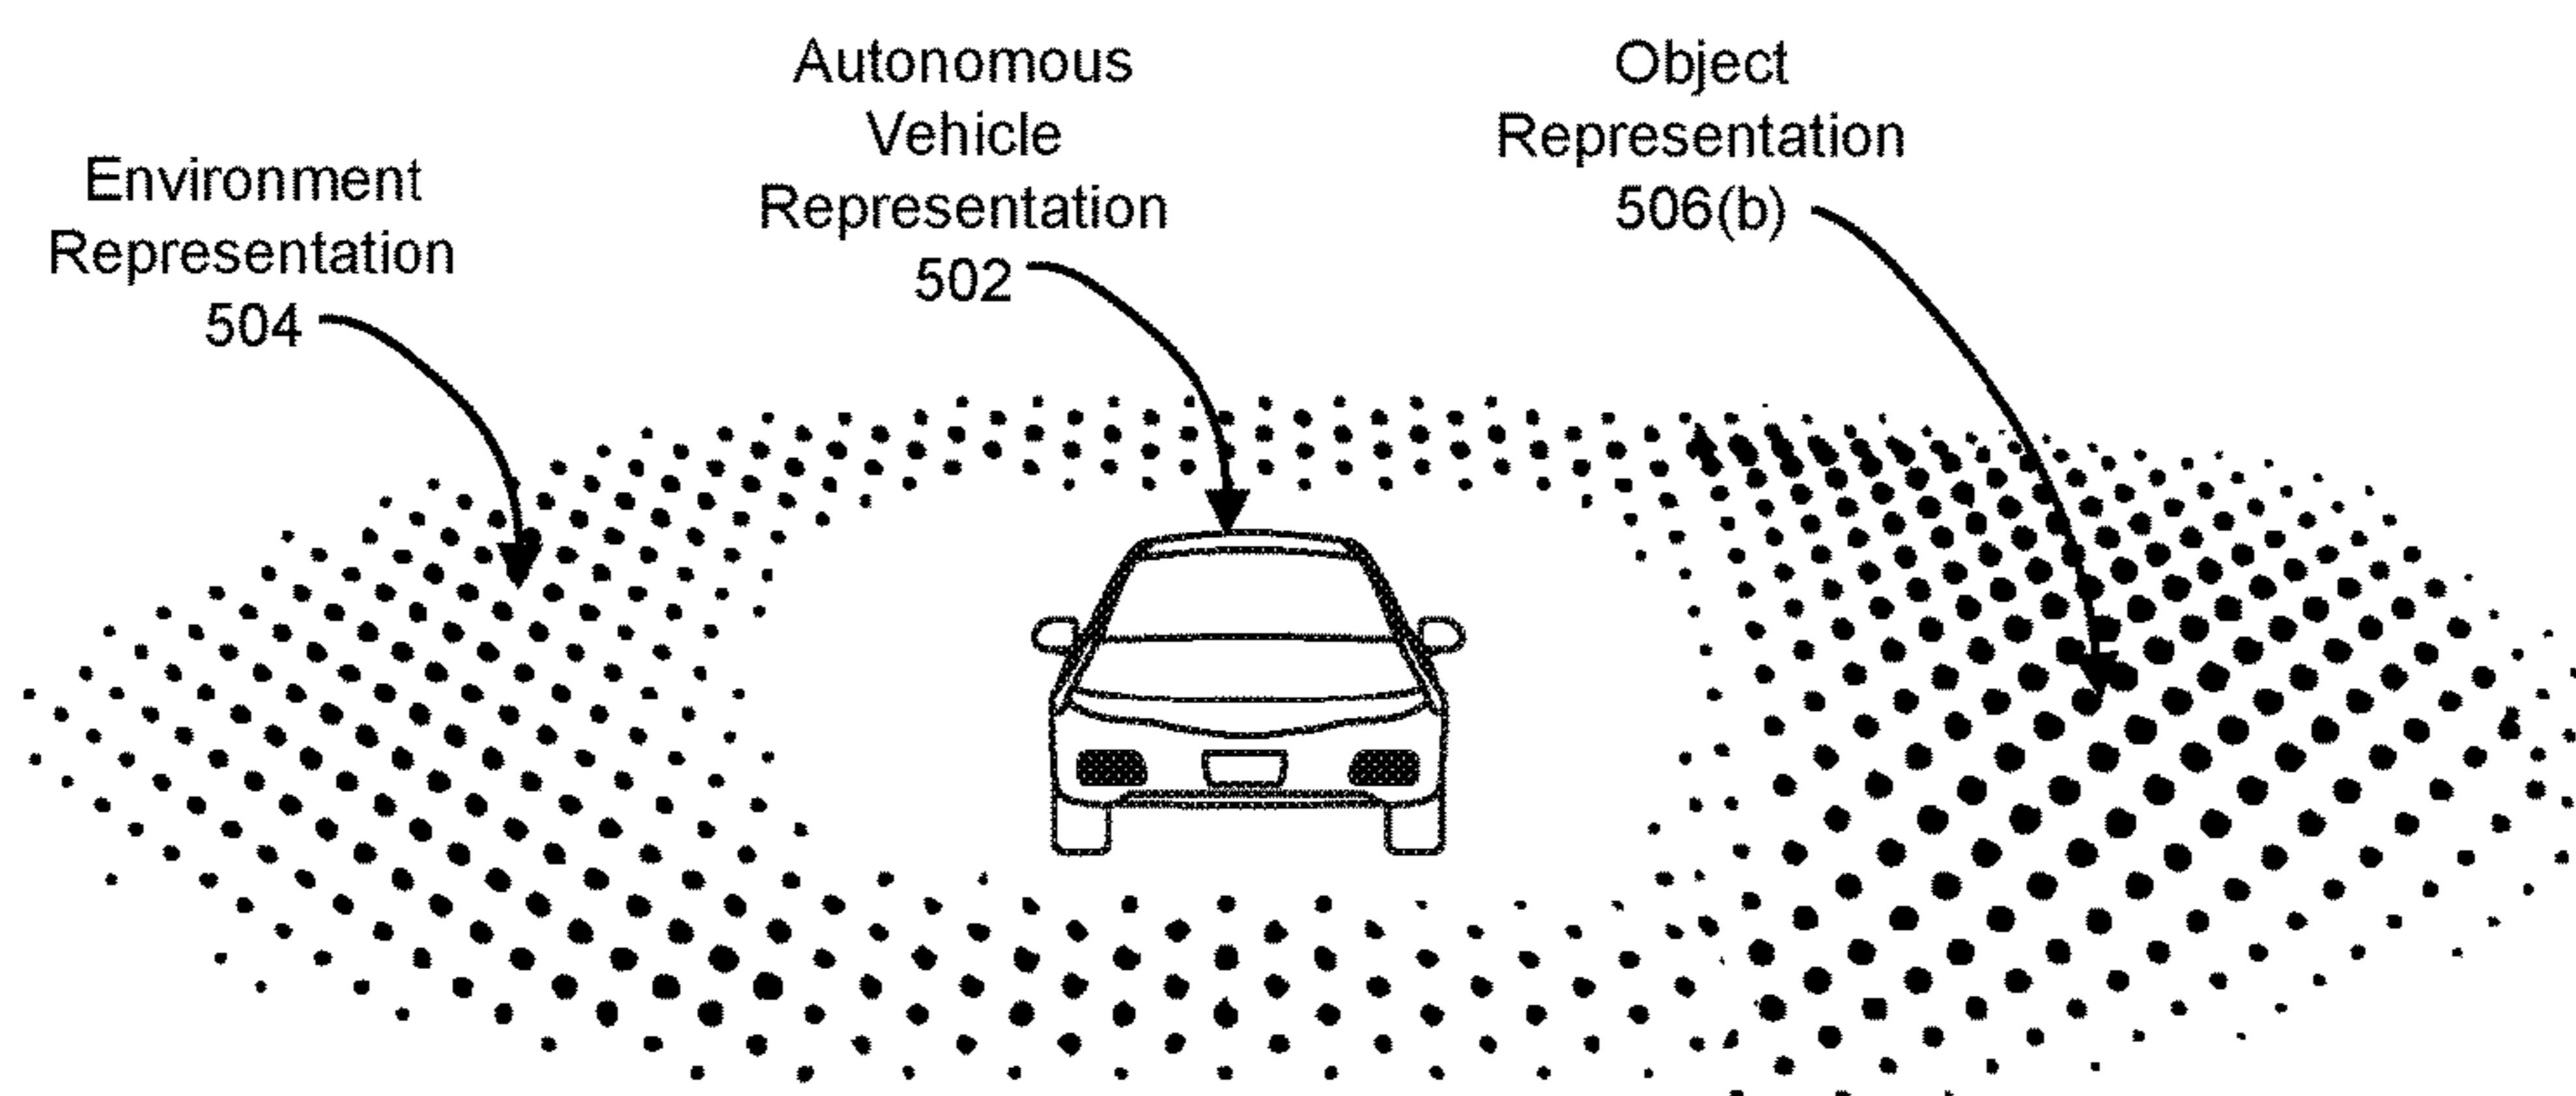 Environment
Representation
504
Autonomous
Vehicle
Representation
502
Object
Representation
506(b)